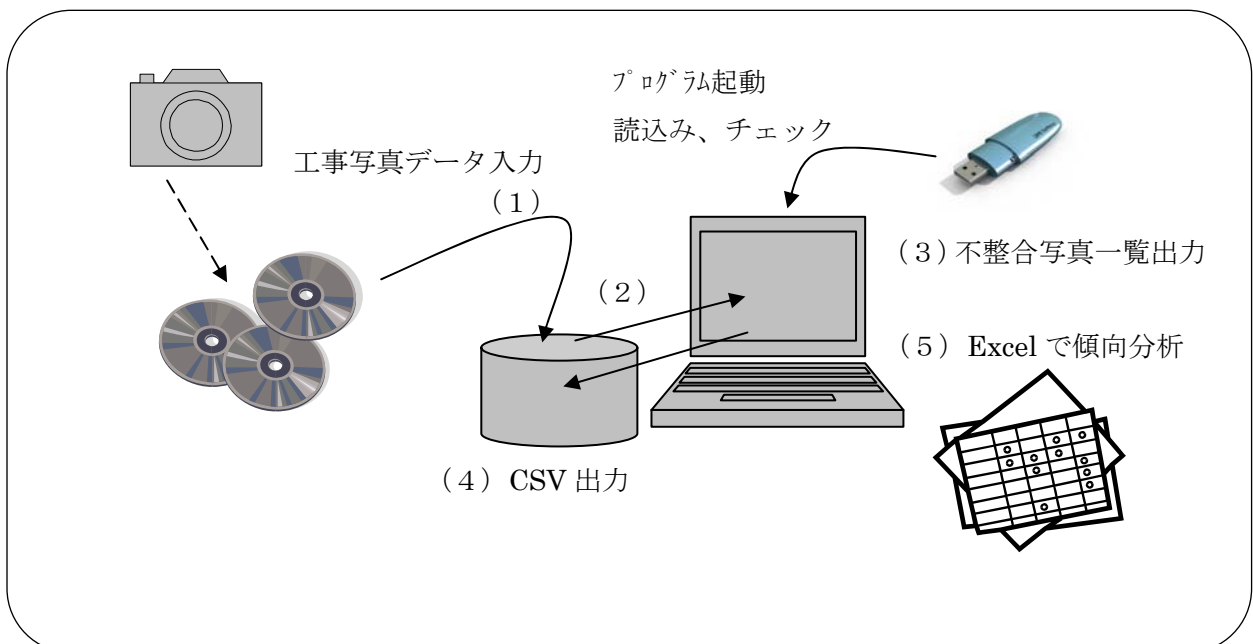 ﾌﾟﾛｸﾞﾗﾑ起動
読込み、チェック
工事写真データ入力
（１）
（２）
（３）不整合写真一覧出力
（４）CSV 出力
（５）Excel で傾向分析